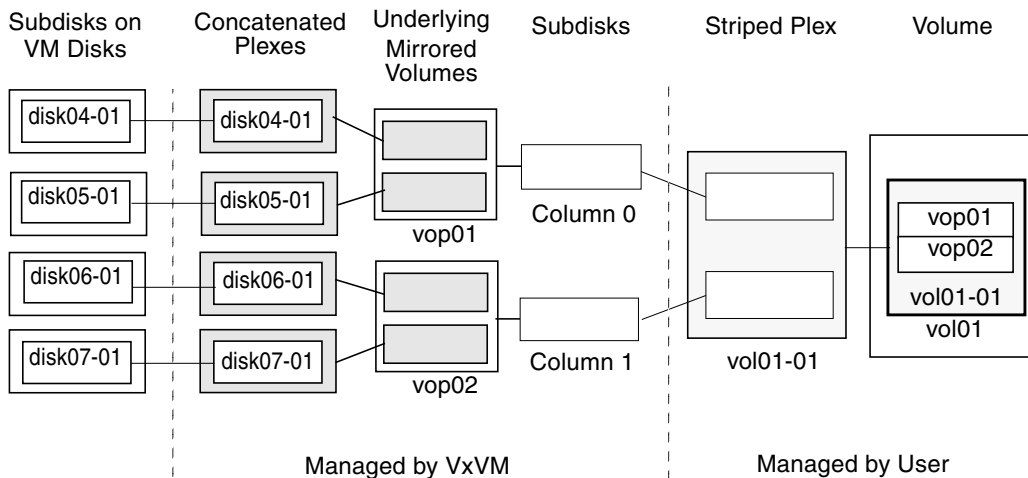 Subdisks on
VM Disks
Concatenated
Plexes
Underlying
Mirrored
Volumes
Subdisks
Striped Plex
Volume
disk04-01
disk04-01
disk05-01
disk05-01
vop01
Column 0
disk06-01
disk06-01
disk07-01
disk07-01
vop02
Column 1
vol01-01
vop01
vop02
vol01-01
vol01
Managed by VxVM
Managed by User